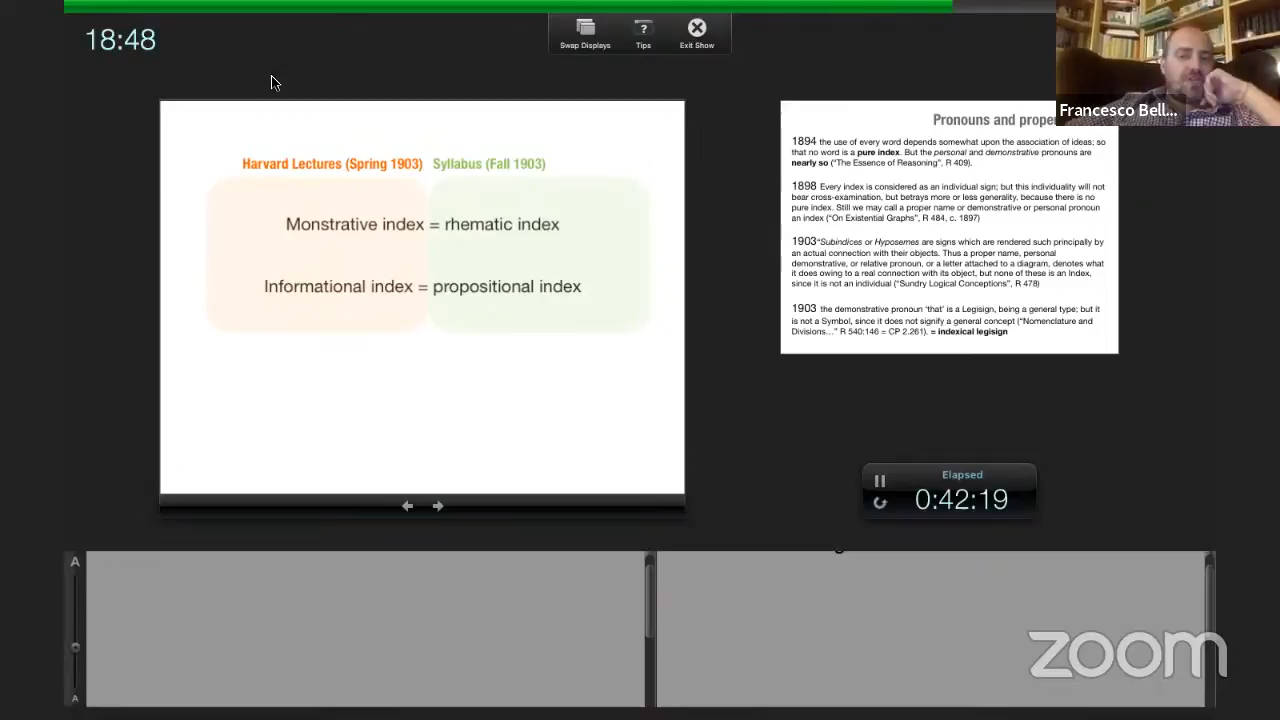 18:48
Swap Displays
Tips
Exit Show
Francesco Bell...
Harvard Lectures (Spring 1903) Syllabus (Fall 1903)
Monstrative index = rhematic index
Informational index = propositional index
Pronouns and proper
1894 the use of every word depends somewhat upon the association of ideas; so
that no word is a pure index. But the personal and demonstrative pronouns are
nearly so ("The Essence of Reasoning", R 409).
1898 Every index is considered as an individual sign; but this individuality will not
bear cross-examination, but betrays more or less generality, because there is no
pure index. Still we may call a proper name or demonstrative or personal pronoun
an index ("On Existential Graphs", R 484, c. 1897)
1903"Subindices or Hyposemes are signs which are rendered such principally by
an actual connection with their objects. Thus a proper name, personal
demonstrative, or relative pronoun, or a letter attached to a diagram, denotes what
it does owing to a real connection with its object, but none of these is an Index,
since it is not an individual ("Sundry Logical Conceptions", R 478)
1903 the demonstrative pronoun 'that' is a Legisign, being a general type; but it
is not a Symbol, since it does not signify a general concept ("Nomenclature and
Divisions..." R 540:146 = CP 2.261). = indexical legisign
Elapsed
0:42:19
A
A
zoom